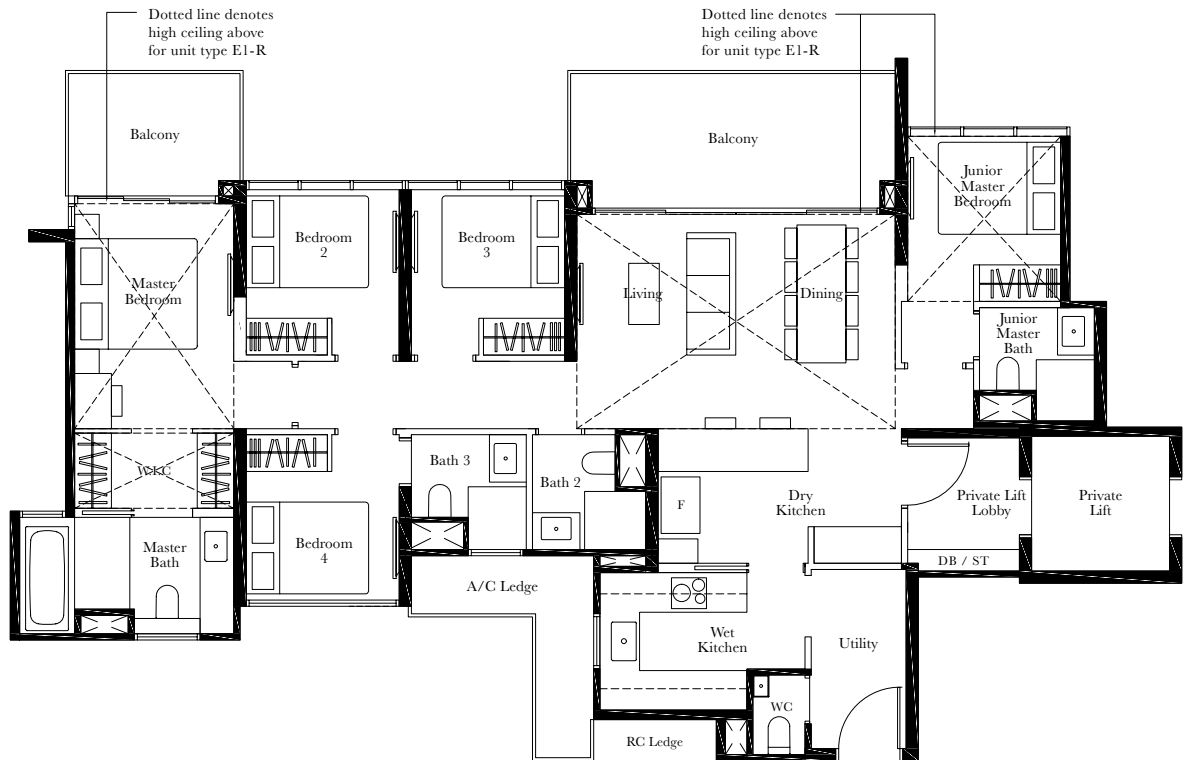 Dotted line denotes
high ceiling above
for unit type E1-R
Dotted line denotes
high ceiling above
for unit type E1-R
Balcony
Balcony
Junior
Master
Bedroom
Bedroom
2
Bedroom
3
Master
Bedroom
Living
Dining
Junior
Master
Bath
W.I.C
Bath 3
Bath 2
F
Dry
Kitchen
Private Lift
Lobby
Private
Lift
Master
Bath
Bedroom
4
A/C Ledge
DB / ST
Wet
Kitchen
Utility
WC
RC Ledge